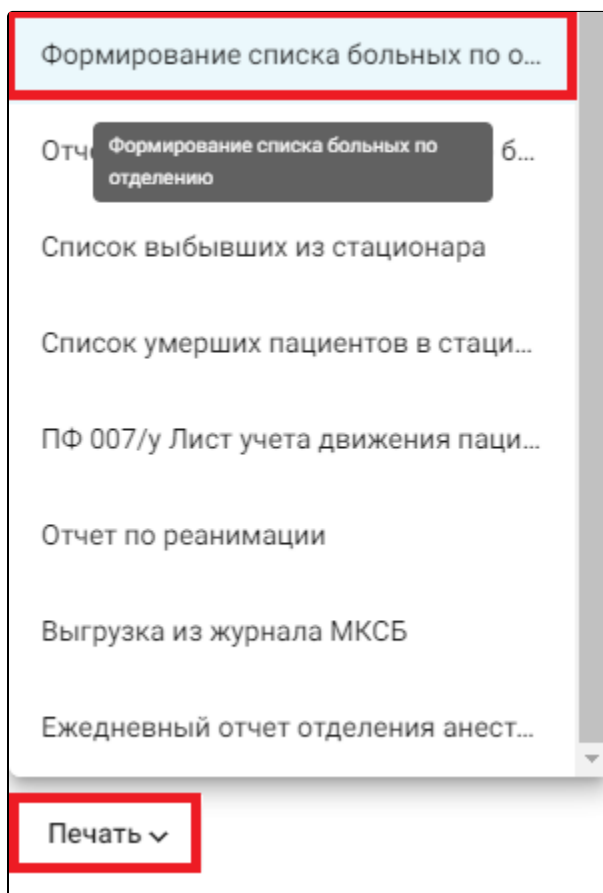 Формирование списка больных по о...
Отч
Формирование списка больных по
отделению
б...
Список выбывших из стационара
Список умерших пациентов в стаци...
ПФ 007/у Лист учета движения паци...
Отчет по реанимации
Выгрузка из журнала МКСБ
Ежедневный отчет отделения анест...
Печать